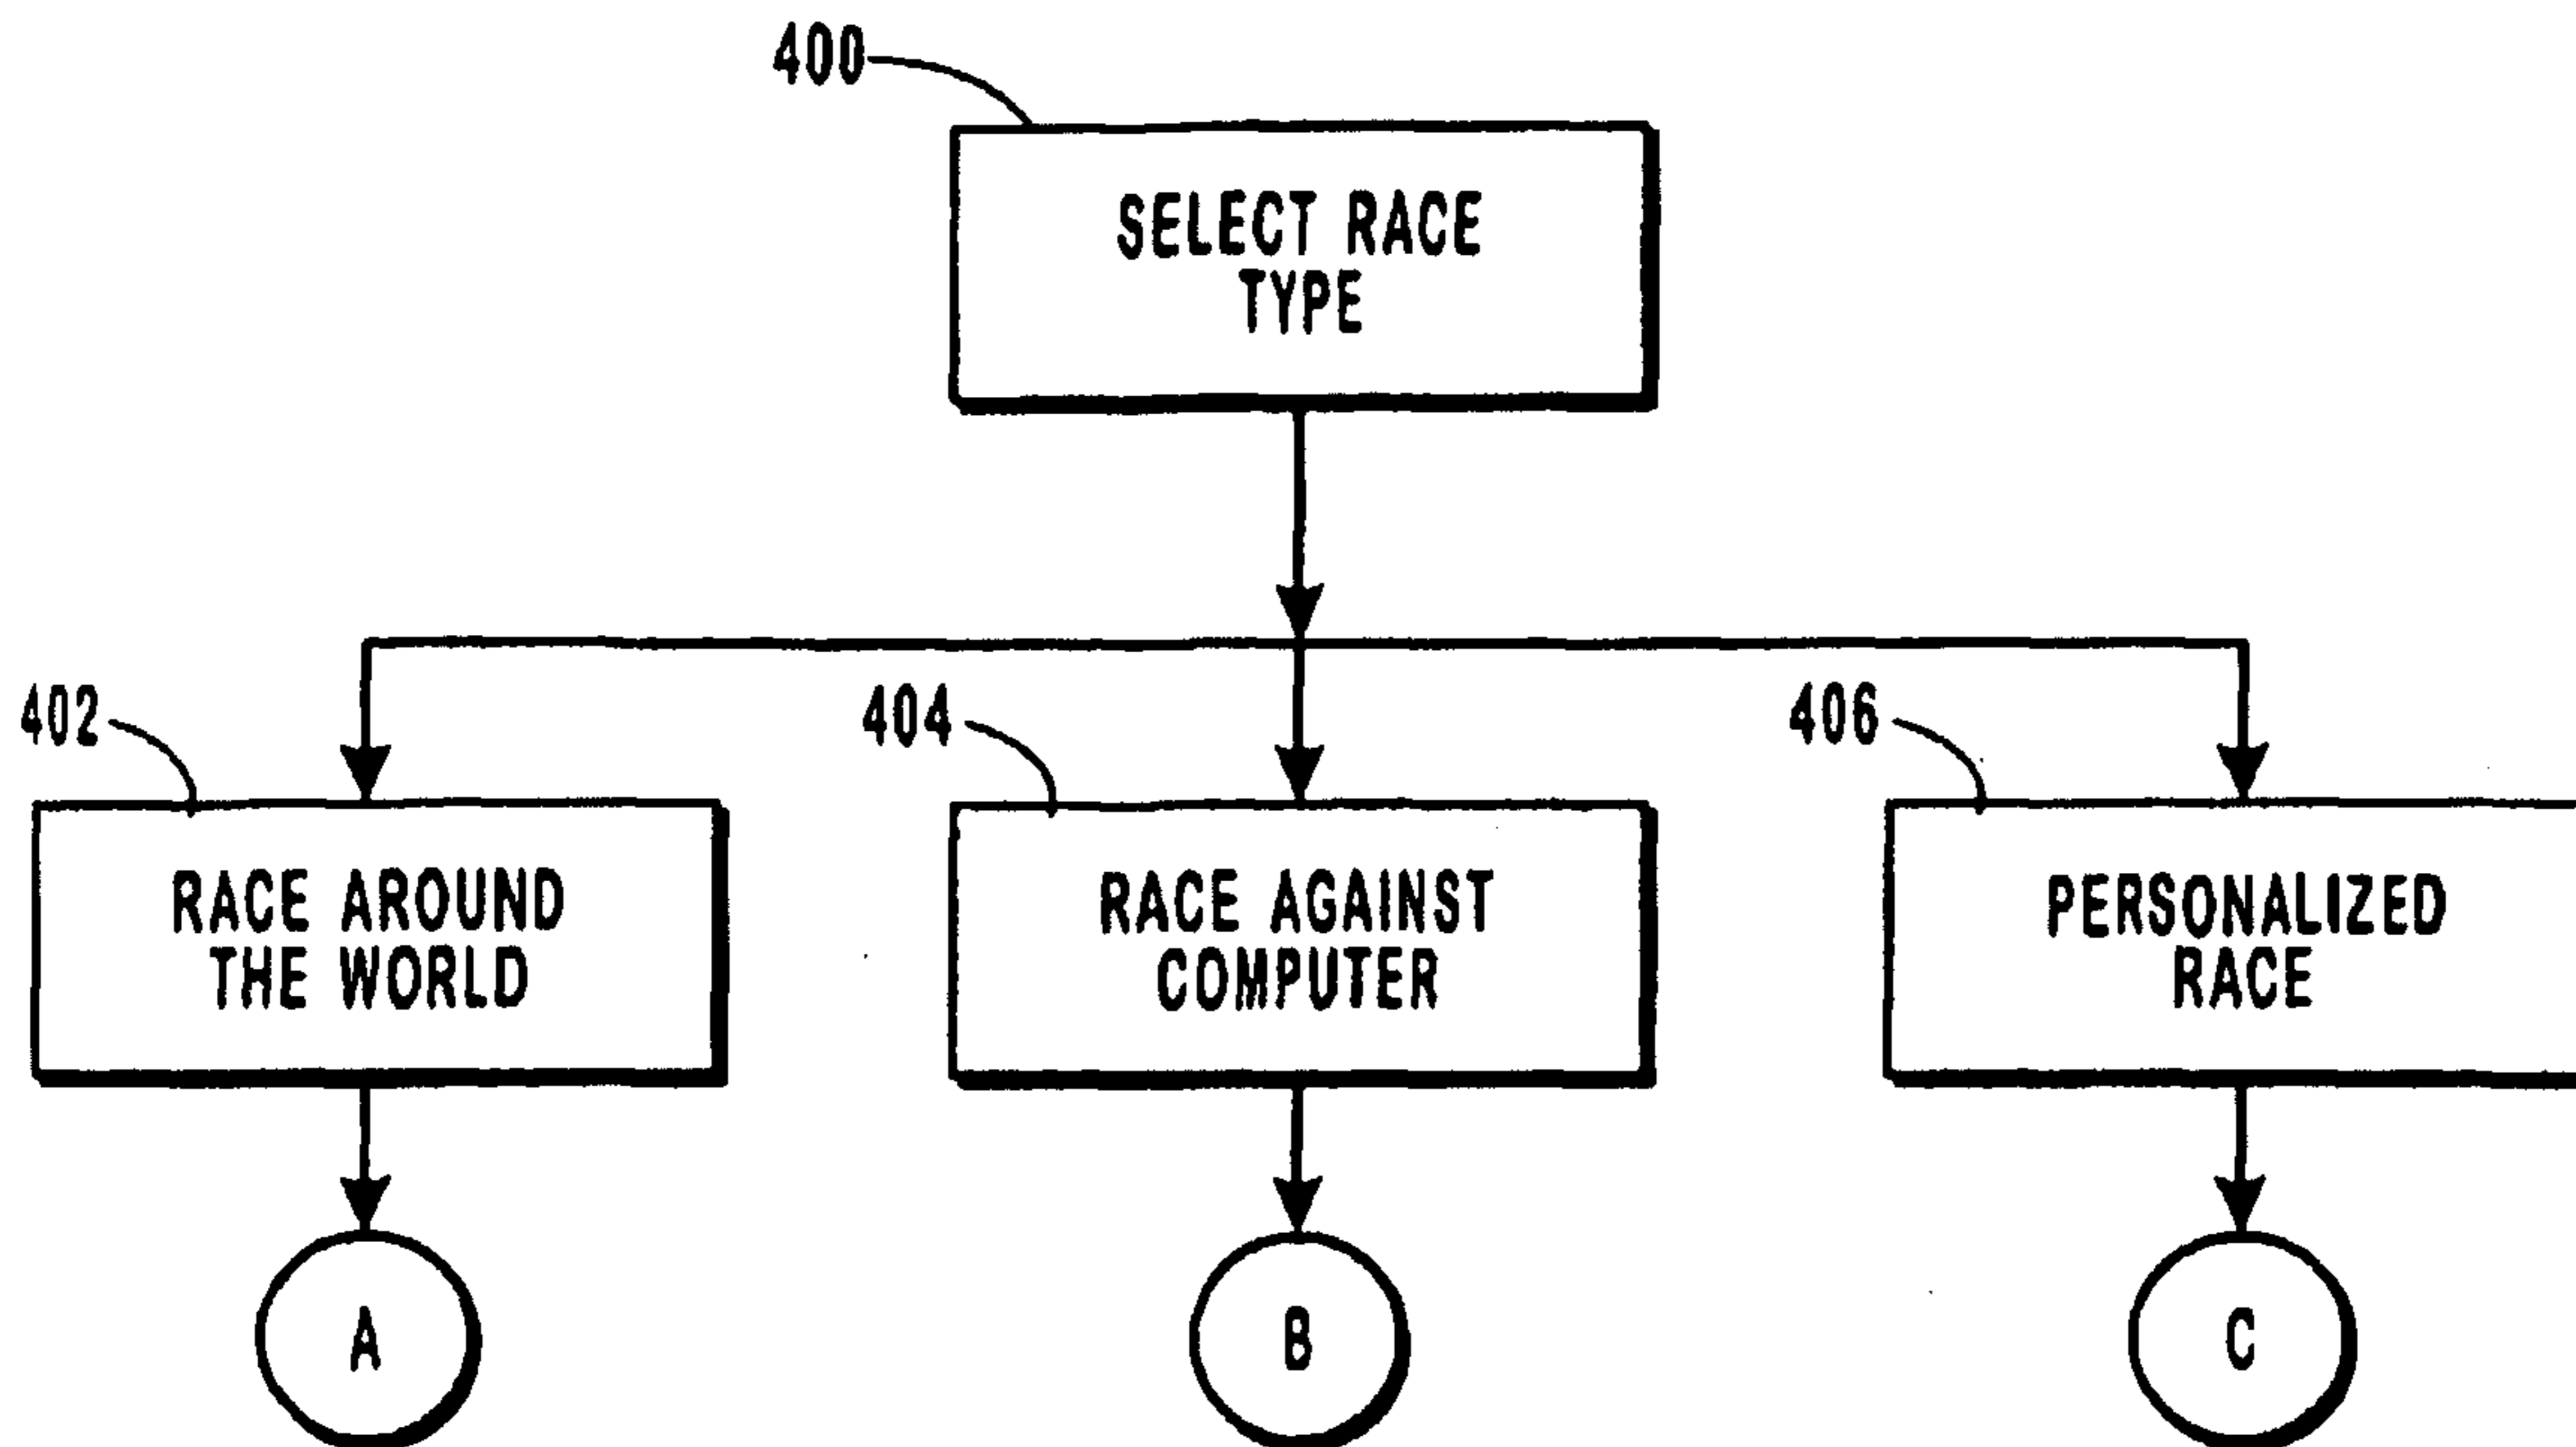 400
SELECT RACE
TYPE
402
404
406
RACE AROUND
THE WORLD
RACE AGAINST
COMPUTER
PERSONALIZED
RACE
A
B
C